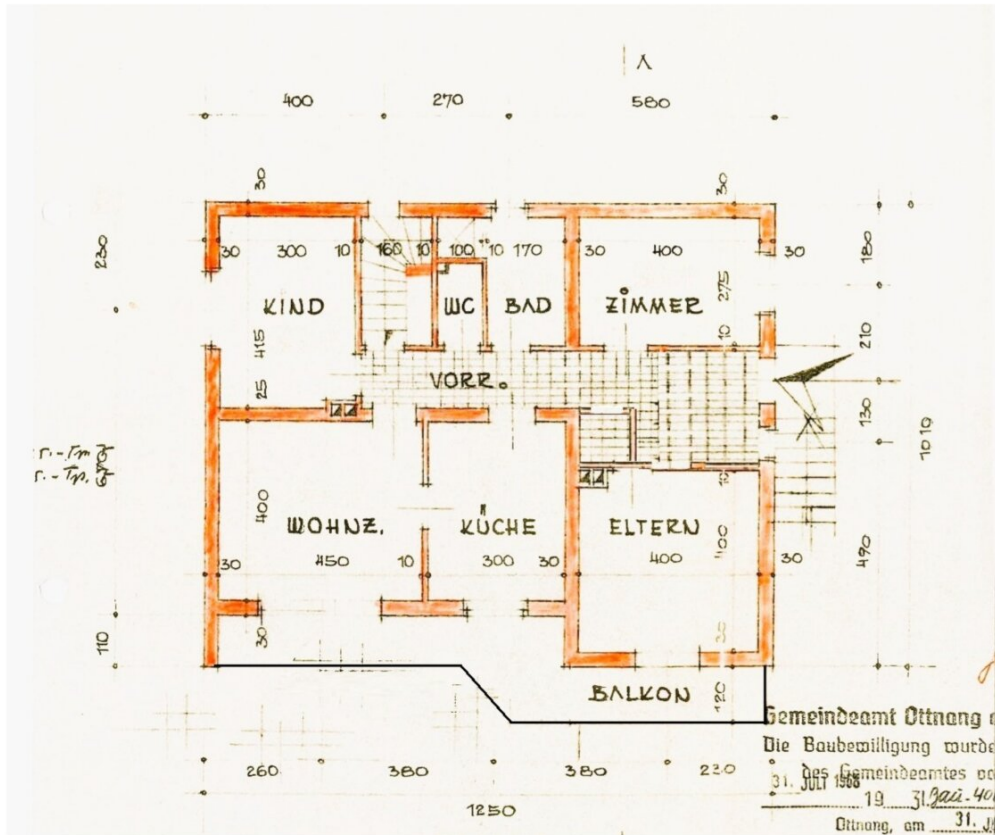 400 270 580
30 30
30 300 10 160 10 100 10 170 30 400 30
230 180
KIND WC BAD ZIMMER
275
415 10 210
VORR.
25 130
1010
10
400 WOHNZ. KÜCHE ELTERN
30 450 10 300 30 400 400 30
490
30 30
110
BALKON
120
Gemeindeamt Ottnang
Die Baubewilligung wurde
des Gemeindeamtes
31. JULI 1968
19 31.
Ottnang, am 31.
260 380 380 230
1250